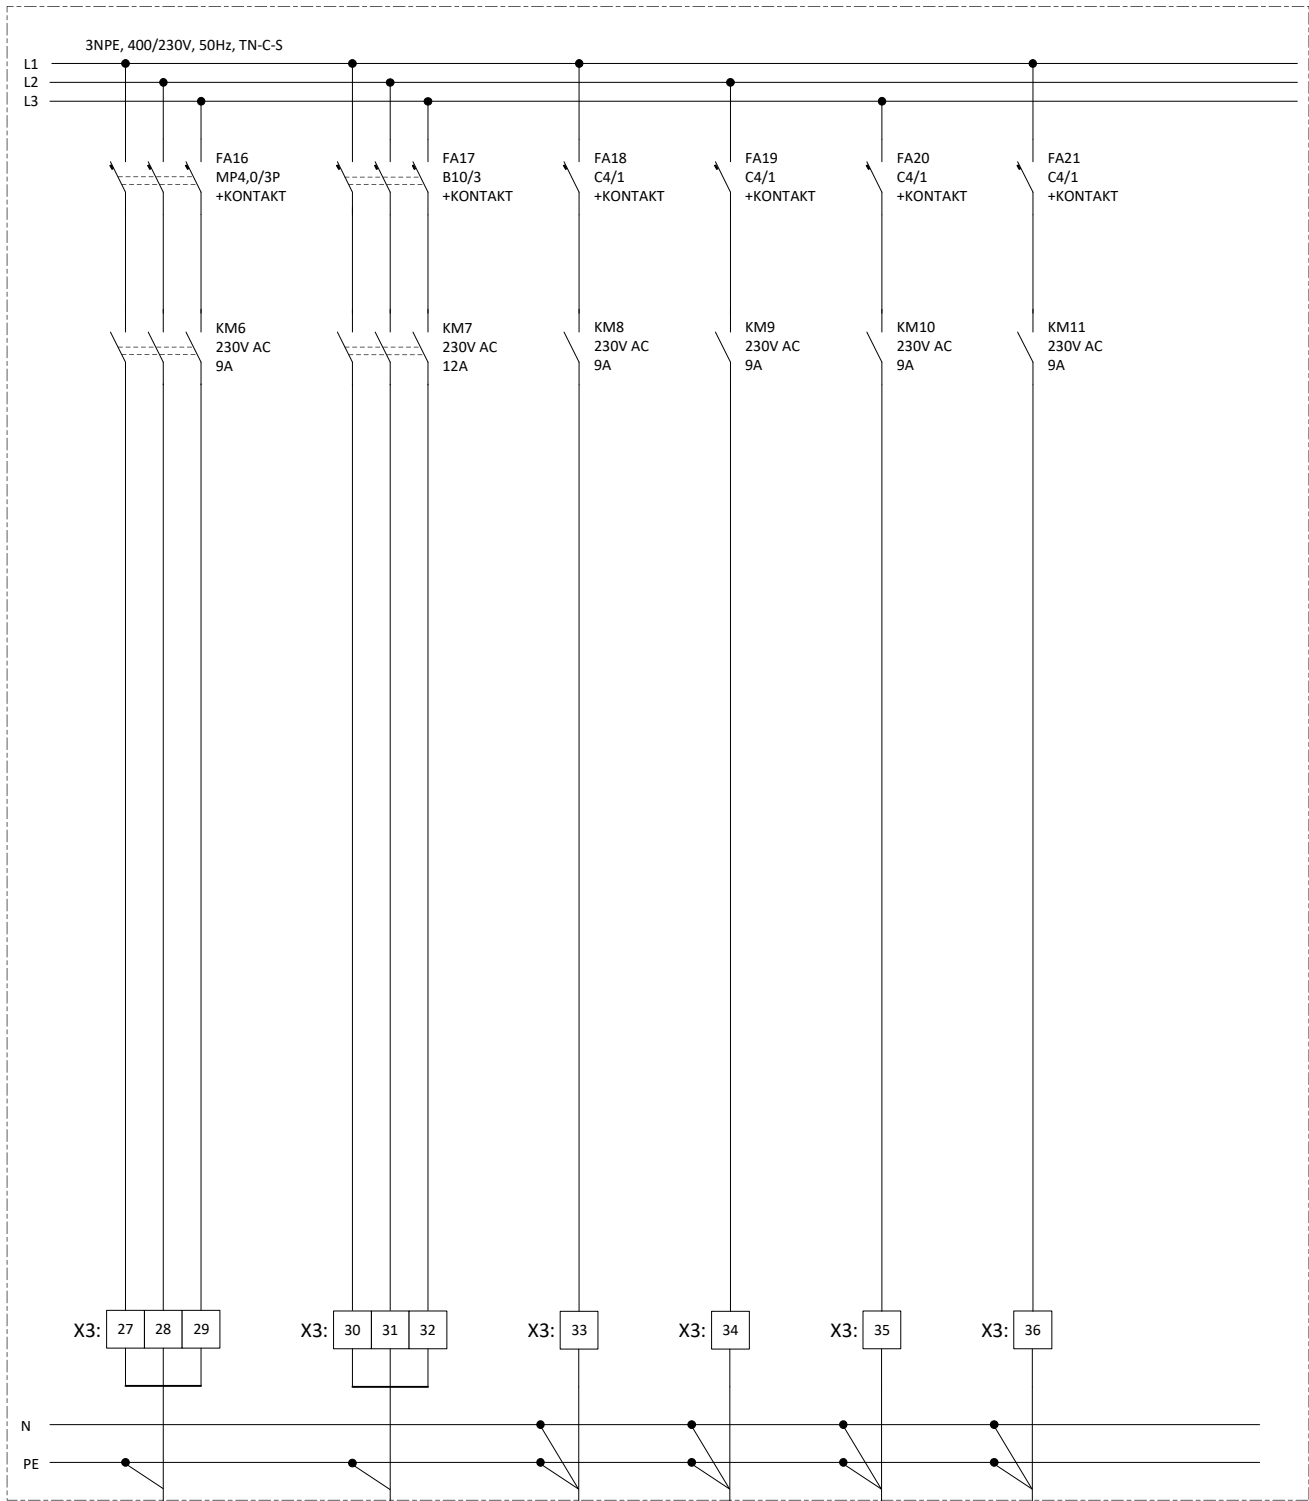 3NPE, 400/230V, 50Hz, TN-C-S
L1
L2
L3
FA16
MP4,0/3P
+KONTAKT
FA17
B10/3
+KONTAKT
FA18
C4/1
+KONTAKT
FA19
C4/1
+KONTAKT
FA20
C4/1
+KONTAKT
FA21
C4/1
+KONTAKT
KM6
230V AC
9A
KM7
230V AC
12A
KM8
230V AC
9A
KM9
230V AC
9A
KM10
230V AC
9A
KM11
230V AC
9A
X3: 27 28 29
X3: 30 31 32
X3: 33
X3: 34
X3: 35
X3: 36
N
PE